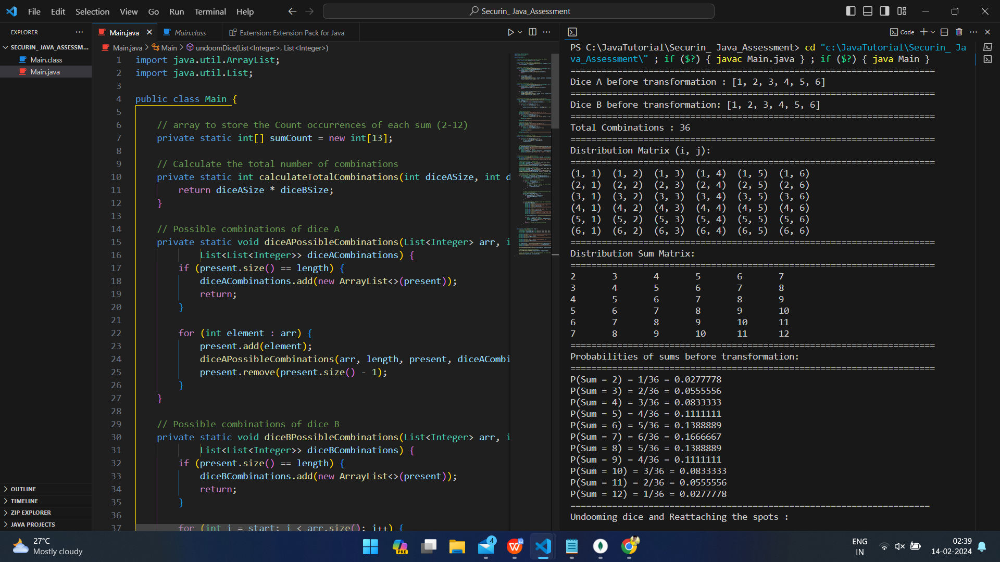 File Edit Selection View Go Run Terminal Help
Securin_ Java_Assessment
EXPLORER
SECURIN_ JAVA_ASSESSM...
Main.class
Main.java
OUTLINE
TIMELINE
ZIP EXPLORER
JAVA PROJECTS
Main.java
Main.class
Extension: Extension Pack for Java
Main.java > Main > undoomDice(List<Integer>, List<Integer>)
1 import java.util.ArrayList;
2 import java.util.List;
3
4 public class Main {
5
6 // array to store the Count occurrences of each sum (2-12)
7 private static int[] sumCount = new int[13];
8
9 // Calculate the total number of combinations
10 private static int calculateTotalCombinations(int diceASize, int d
11 return diceASize * diceBSize;
12 }
13
14 // Possible combinations of dice A
15 private static void diceAPossibleCombinations(List<Integer> arr, i
16 List<List<Integer>> diceACombinations) {
17 if (present.size() == length) {
18 diceACombinations.add(new ArrayList<>(present));
19 return;
20 }
21
22 for (int element : arr) {
23 present.add(element);
24 diceAPossibleCombinations(arr, length, present, diceACombi
25 present.remove(present.size() - 1);
26 }
27 }
28
29 // Possible combinations of dice B
30 private static void diceBPossibleCombinations(List<Integer> arr, i
31 List<List<Integer>> diceBCombinations) {
32 if (present.size() == length) {
33 diceBCombinations.add(new ArrayList<>(present));
34 return;
35 }
36
37 for (int i = start; i < arr.size(); i++) {
Code
PS C:\JavaTutorial\Securin_ Java_Assessment> cd "c:\JavaTutorial\Securin_ Ja
va_Assessment\" ; if ($?) { javac Main.java } ; if ($?) { java Main }
======================================================================
Dice A before transformation : [1, 2, 3, 4, 5, 6]
======================================================================
Dice B before transformation: [1, 2, 3, 4, 5, 6]
======================================================================
Total Combinations : 36
======================================================================
Distribution Matrix (i, j):
======================================================================
(1, 1) (1, 2) (1, 3) (1, 4) (1, 5) (1, 6)
(2, 1) (2, 2) (2, 3) (2, 4) (2, 5) (2, 6)
(3, 1) (3, 2) (3, 3) (3, 4) (3, 5) (3, 6)
(4, 1) (4, 2) (4, 3) (4, 4) (4, 5) (4, 6)
(5, 1) (5, 2) (5, 3) (5, 4) (5, 5) (5, 6)
(6, 1) (6, 2) (6, 3) (6, 4) (6, 5) (6, 6)
======================================================================
Distribution Sum Matrix:
======================================================================
2 3 4 5 6 7
3 4 5 6 7 8
4 5 6 7 8 9
5 6 7 8 9 10
6 7 8 9 10 11
7 8 9 10 11 12
======================================================================
Probabilities of sums before transformation:
======================================================================
P(Sum = 2) = 1/36 = 0.0277778
P(Sum = 3) = 2/36 = 0.0555556
P(Sum = 4) = 3/36 = 0.0833333
P(Sum = 5) = 4/36 = 0.1111111
P(Sum = 6) = 5/36 = 0.1388889
P(Sum = 7) = 6/36 = 0.1666667
P(Sum = 8) = 5/36 = 0.1388889
P(Sum = 9) = 4/36 = 0.1111111
P(Sum = 10) = 3/36 = 0.0833333
P(Sum = 11) = 2/36 = 0.0555556
P(Sum = 12) = 1/36 = 0.0277778
=====================================================================
Undooming dice and Reattaching the spots :
27°C
Mostly cloudy
PRE
4
W
ENG
IN
02:39
14-02-2024